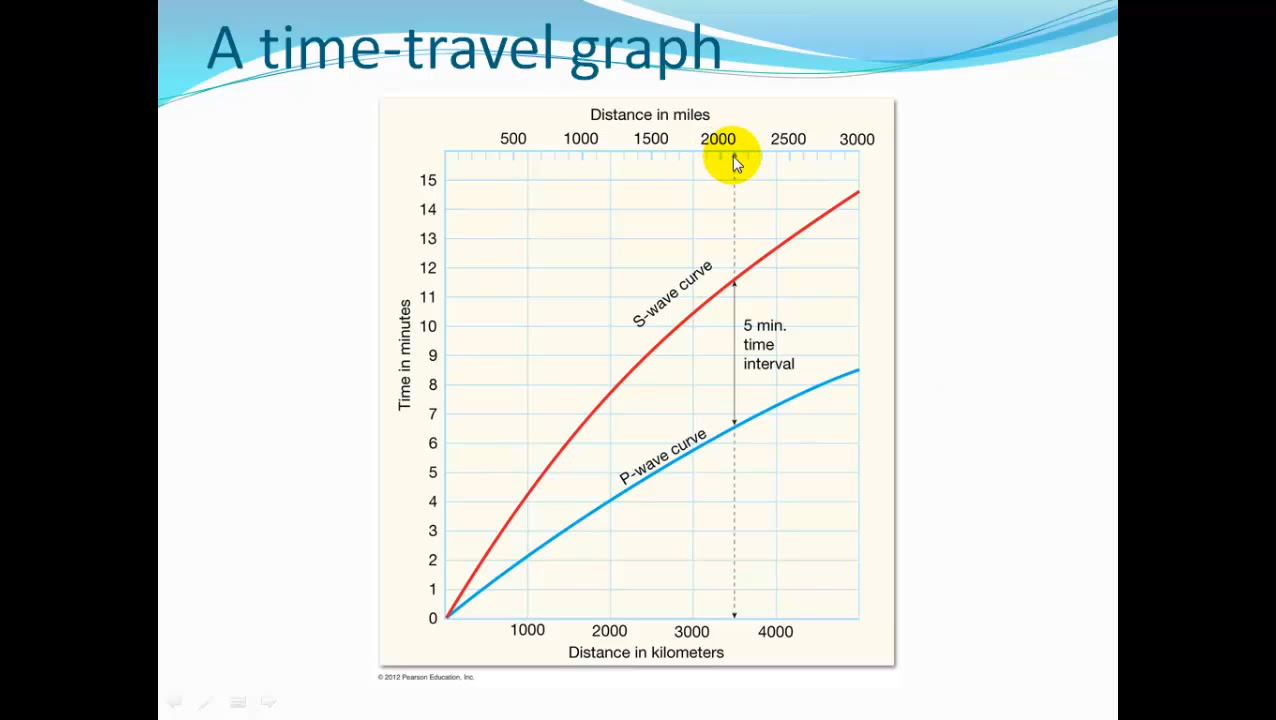 A time-travel graph
Distance in miles
500 1000 1500 2000 2500 3000
15
14
13
12
11
10
9
8
7
6
5
4
3
2
1
0
Time in minutes
S-wave curve
5 min.
time
interval
P-wave curve
1000 2000 3000 4000
Distance in kilometers
© 2012 Pearson Education, Inc.